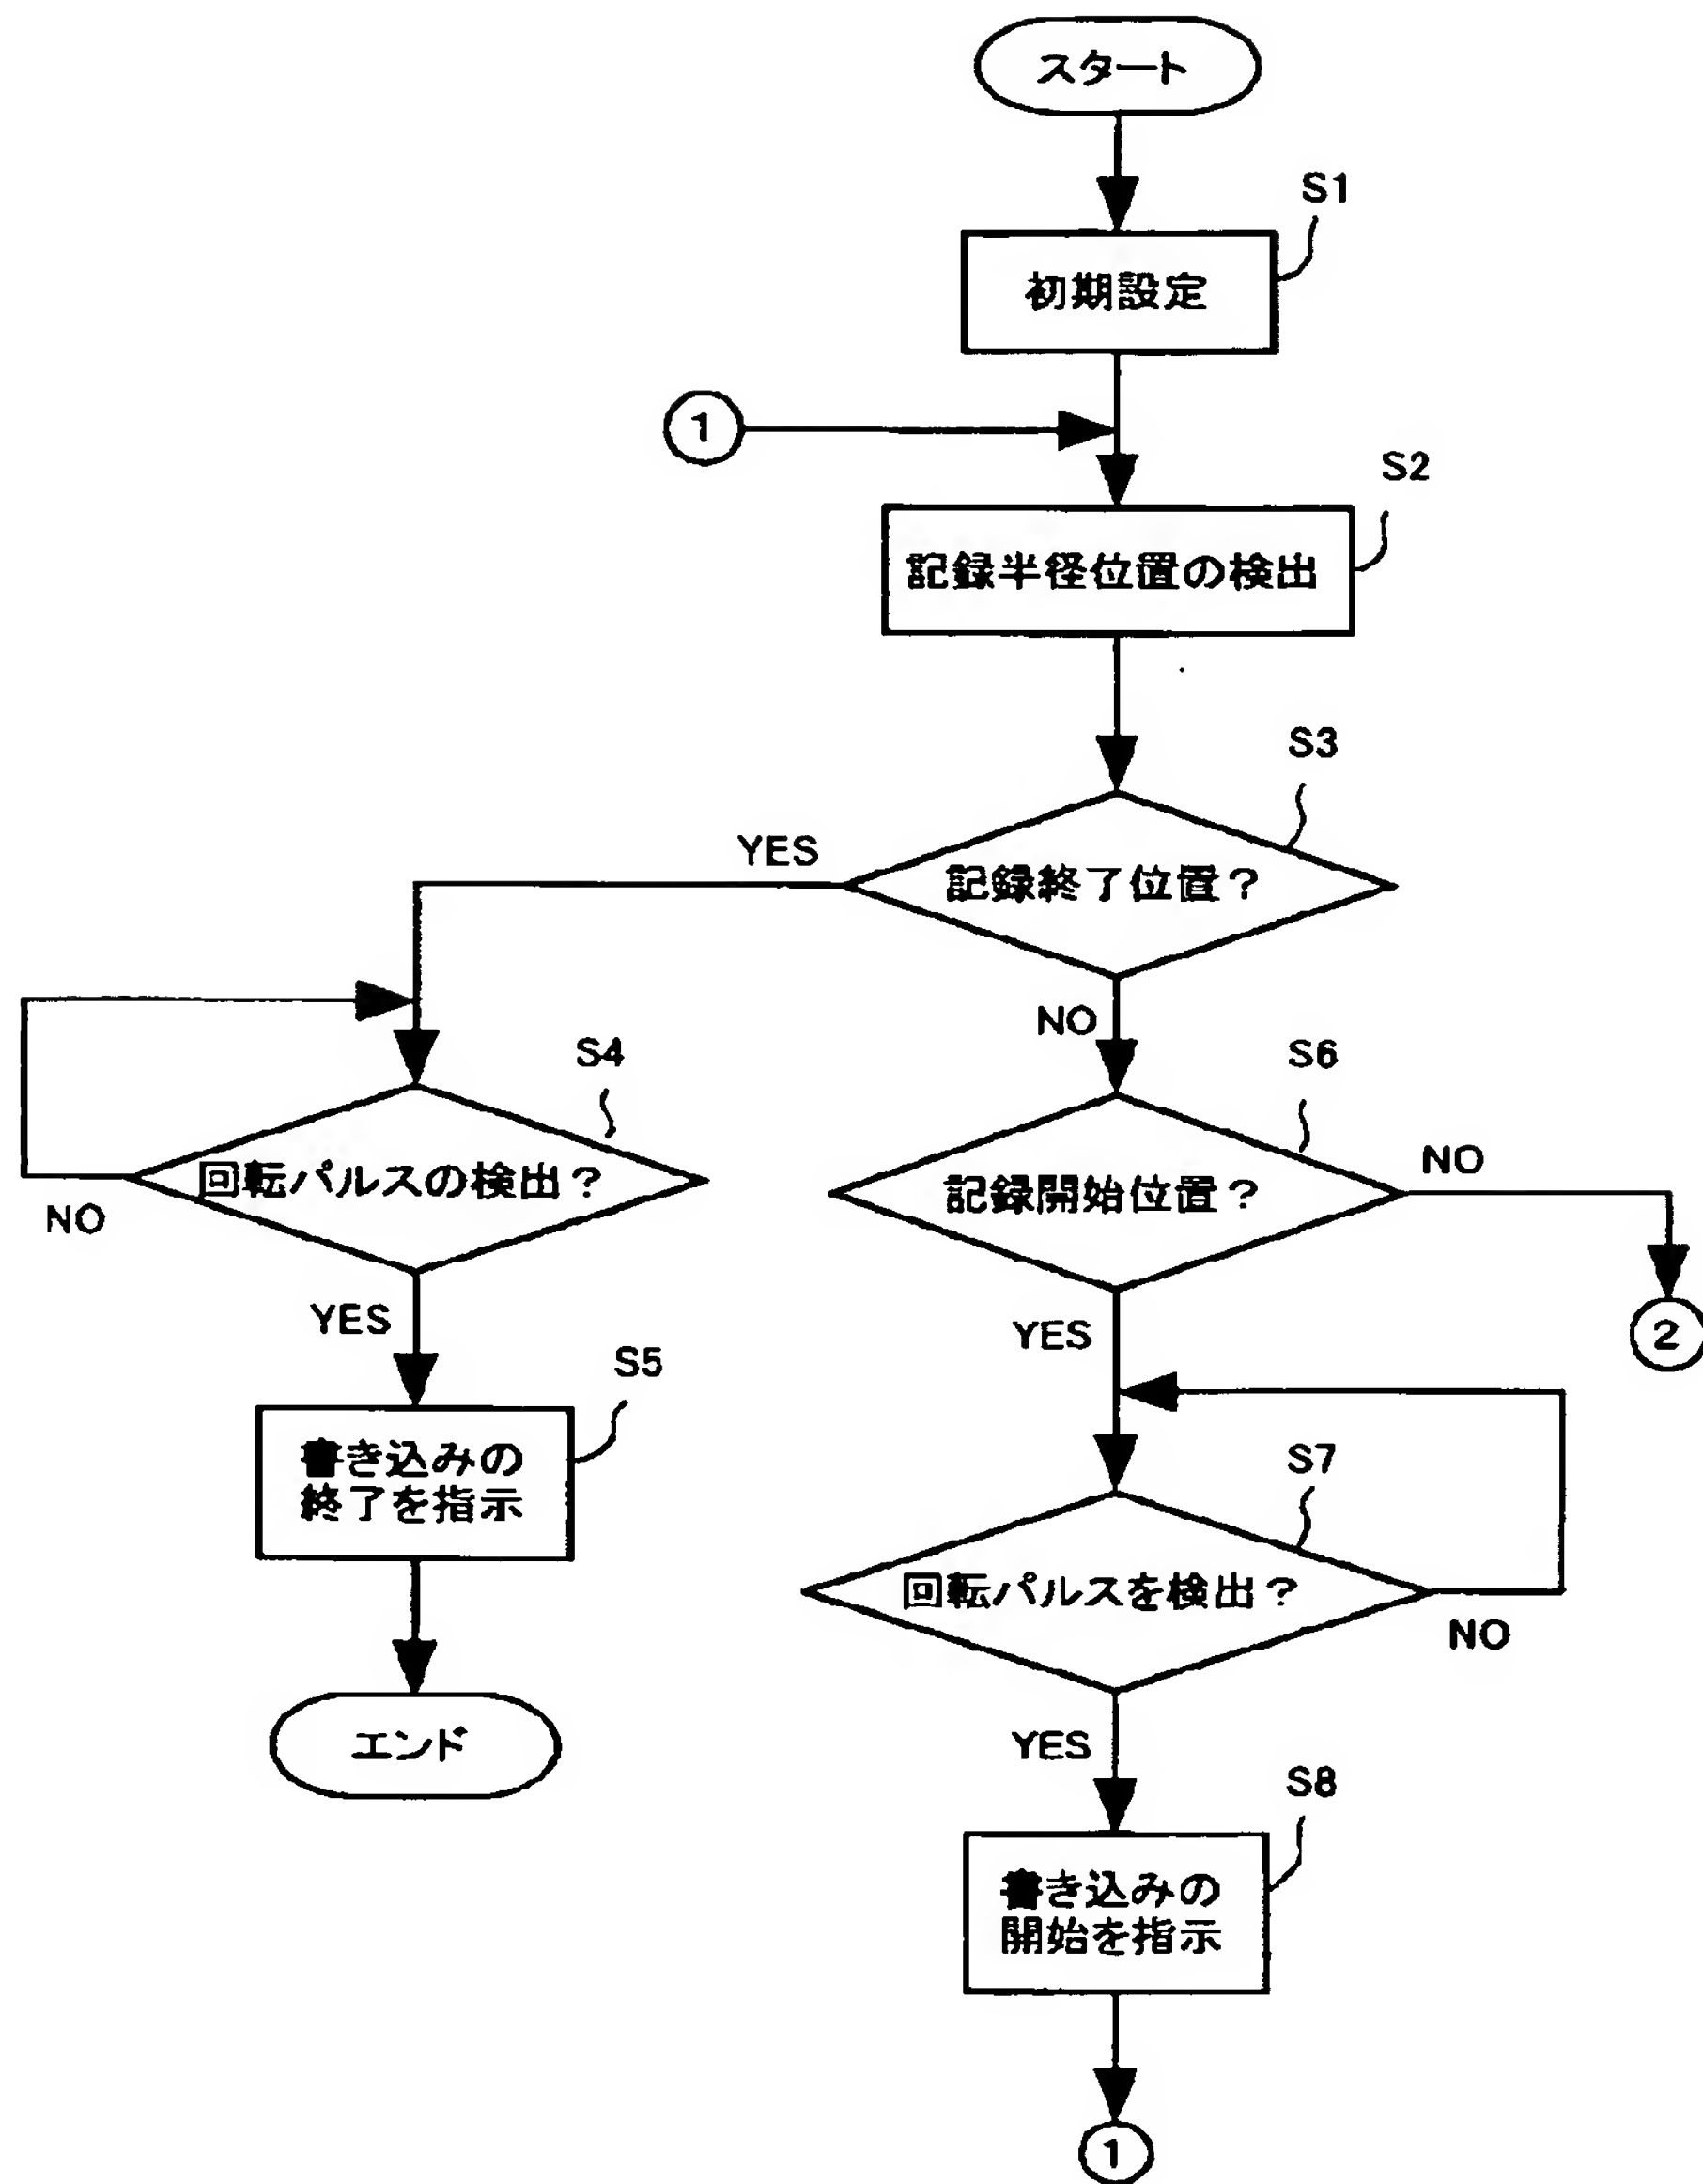 スタート
S1
初期設定
1
S2
記録半径位置の検出
S3
YES
記録終了位置?
NO
S4
回転パルスの検出?
NO
YES
S5
書き込みの
終了を指示
エンド
S6
記録開始位置?
NO
2
YES
S7
回転パルスを検出?
NO
YES
S8
書き込みの
開始を指示
1